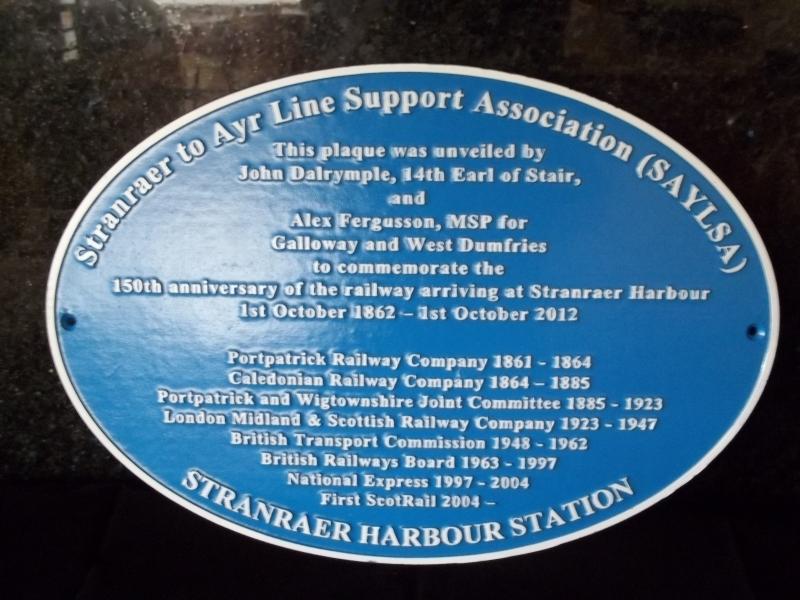 Stranraer to Ayr Line Support Association (SAYLSA)
This plaque was unveiled by
John Dalrymple, 14th Earl of Stair,
and
Alex Fergusson, MSP for
Galloway and West Dumfries
to commemorate the
150th anniversary of the railway arriving at Stranraer Harbour
1st October 1862 – 1st October 2012
Portpatrick Railway Company 1861 - 1864
Caledonian Railway Company 1864 – 1885
Portpatrick and Wigtownshire Joint Committee 1885 - 1923
London Midland & Scottish Railway Company 1923 - 1947
British Transport Commission 1948 - 1962
British Railways Board 1963 - 1997
National Express 1997 - 2004
First ScotRail 2004 –
STRANRAER HARBOUR STATION